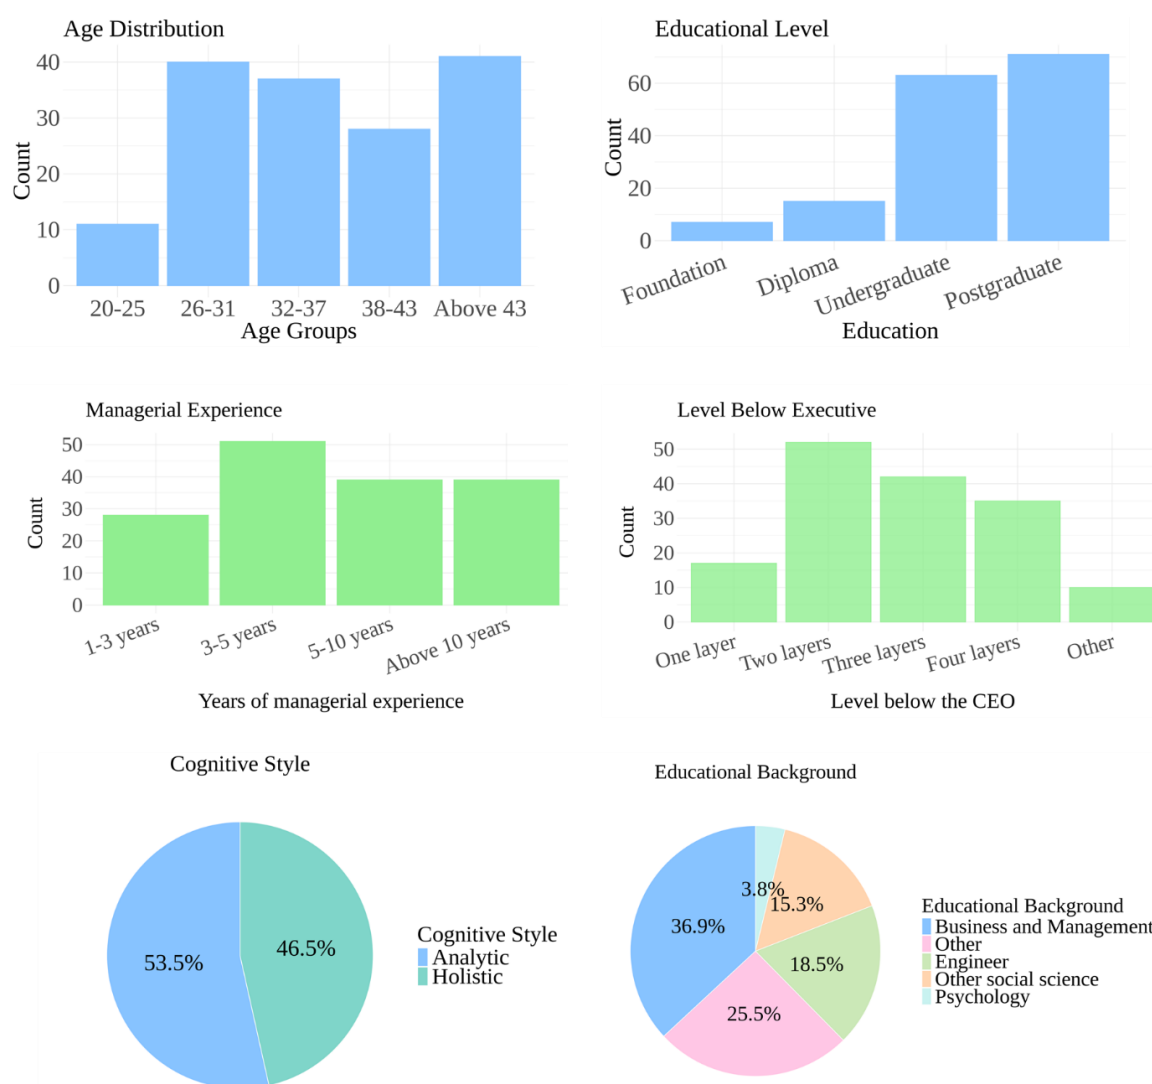 Age Distribution
Count
40
30
20
10
0
20-25 26-31 32-37 38-43 Above 43
Age Groups
Educational Level
Count
60
40
20
0
Foundation Diploma Undergraduate Postgraduate
Education
Managerial Experience
Count
50
40
30
20
10
0
1-3 years 3-5 years 5-10 years Above 10 years
Years of managerial experience
Level Below Executive
Count
50
40
30
20
10
0
One layer Two layers Three layers Four layers Other
Level below the CEO
Cognitive Style
53.5%
46.5%
Cognitive Style
Analytic
Holistic
Educational Background
3.8%
15.3%
36.9%
18.5%
25.5%
Educational Background
Business and Management
Other
Engineer
Other social science
Psychology